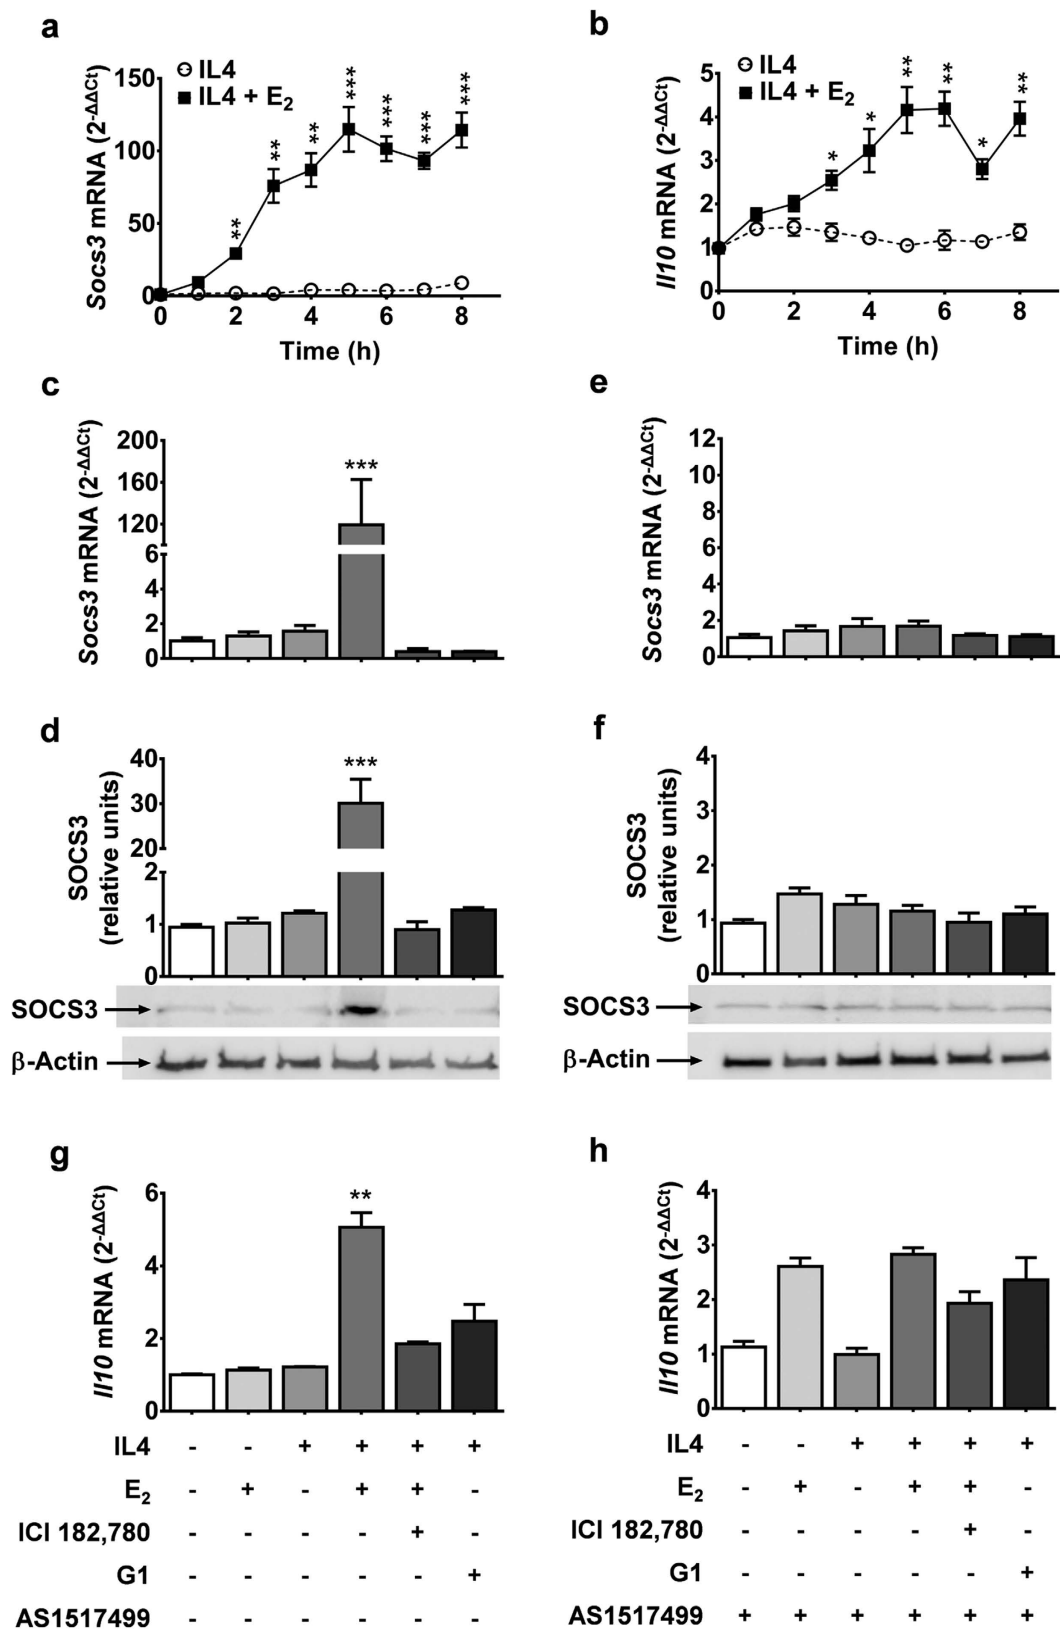 a
Socs3 mRNA (2-ΔΔCt)
150
100
50
0
IL4
IL4 + E2
**
**
**
***
***
***
***
0 2 4 6 8
Time (h)
b
Il10 mRNA (2-ΔΔCt)
5
4
3
2
1
0
IL4
IL4 + E2
*
*
**
**
*
**
0 2 4 6 8
Time (h)
c
Socs3 mRNA (2-ΔΔCt)
200
160
120
6
4
2
0
***
e
Socs3 mRNA (2-ΔΔCt)
12
10
8
6
4
2
0
d
SOCS3
(relative units)
40
30
20
2
1
0
***
SOCS3
β-Actin
f
SOCS3
(relative units)
4
3
2
1
0
SOCS3
β-Actin
g
Il10 mRNA (2-ΔΔCt)
6
4
2
0
**
IL4 - - + + + +
E2 - + - + + -
ICI 182,780 - - - - + -
G1 - - - - - +
AS1517499 - - - - - -
h
Il10 mRNA (2-ΔΔCt)
4
3
2
1
0
IL4 - - + + + +
E2 - + - + + -
ICI 182,780 - - - - + -
G1 - - - - - +
AS1517499 + + + + + +